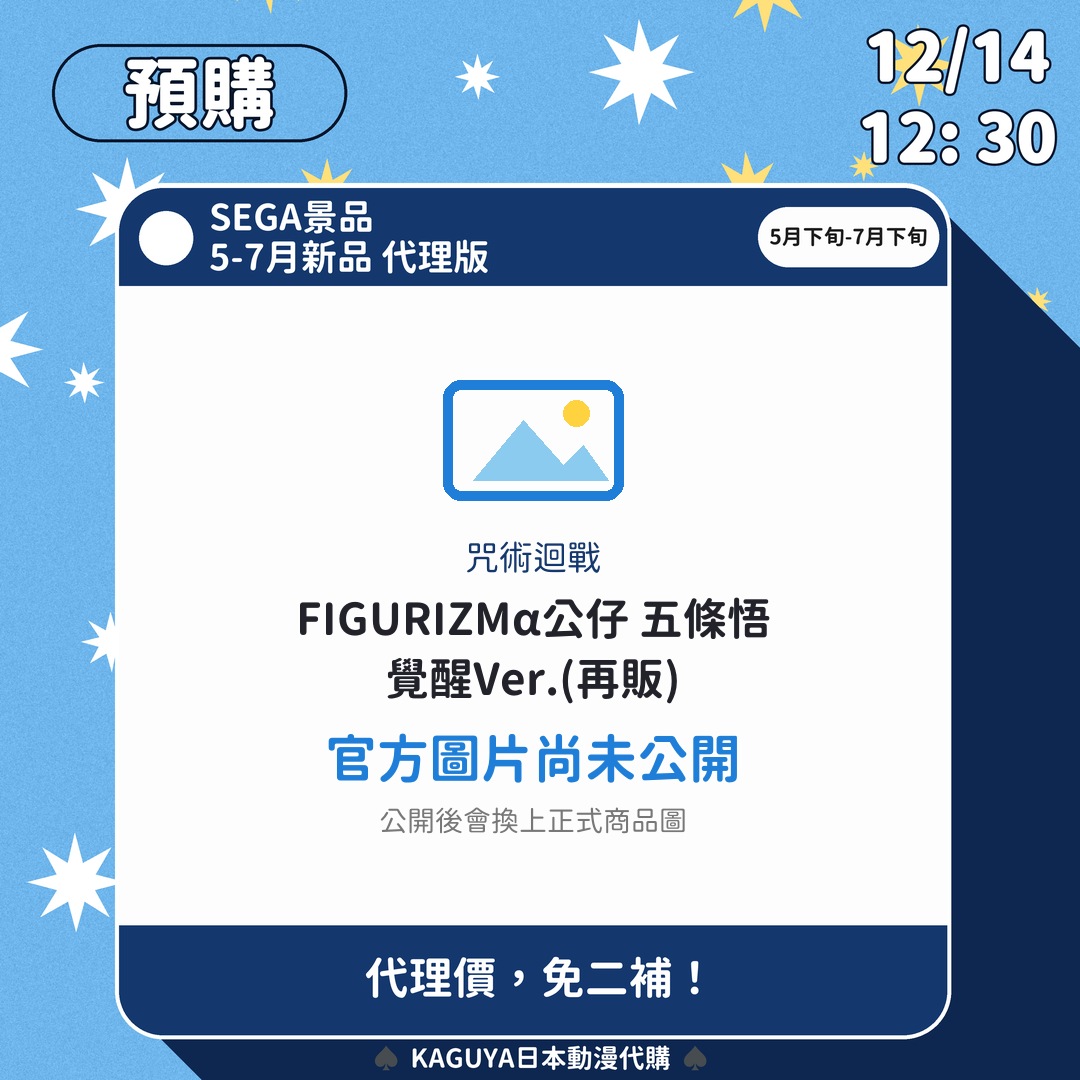 預購
12/14
12: 30
SEGA景品
5-7月新品 代理版
5月下旬-7月下旬
咒術迴戰
FIGURIZMα公仔 五條悟
覺醒Ver.(再販)
官方圖片尚未公開
公開後會換上正式商品圖
代理價，免二補！
♠ KAGUYA日本動漫代購 ♠